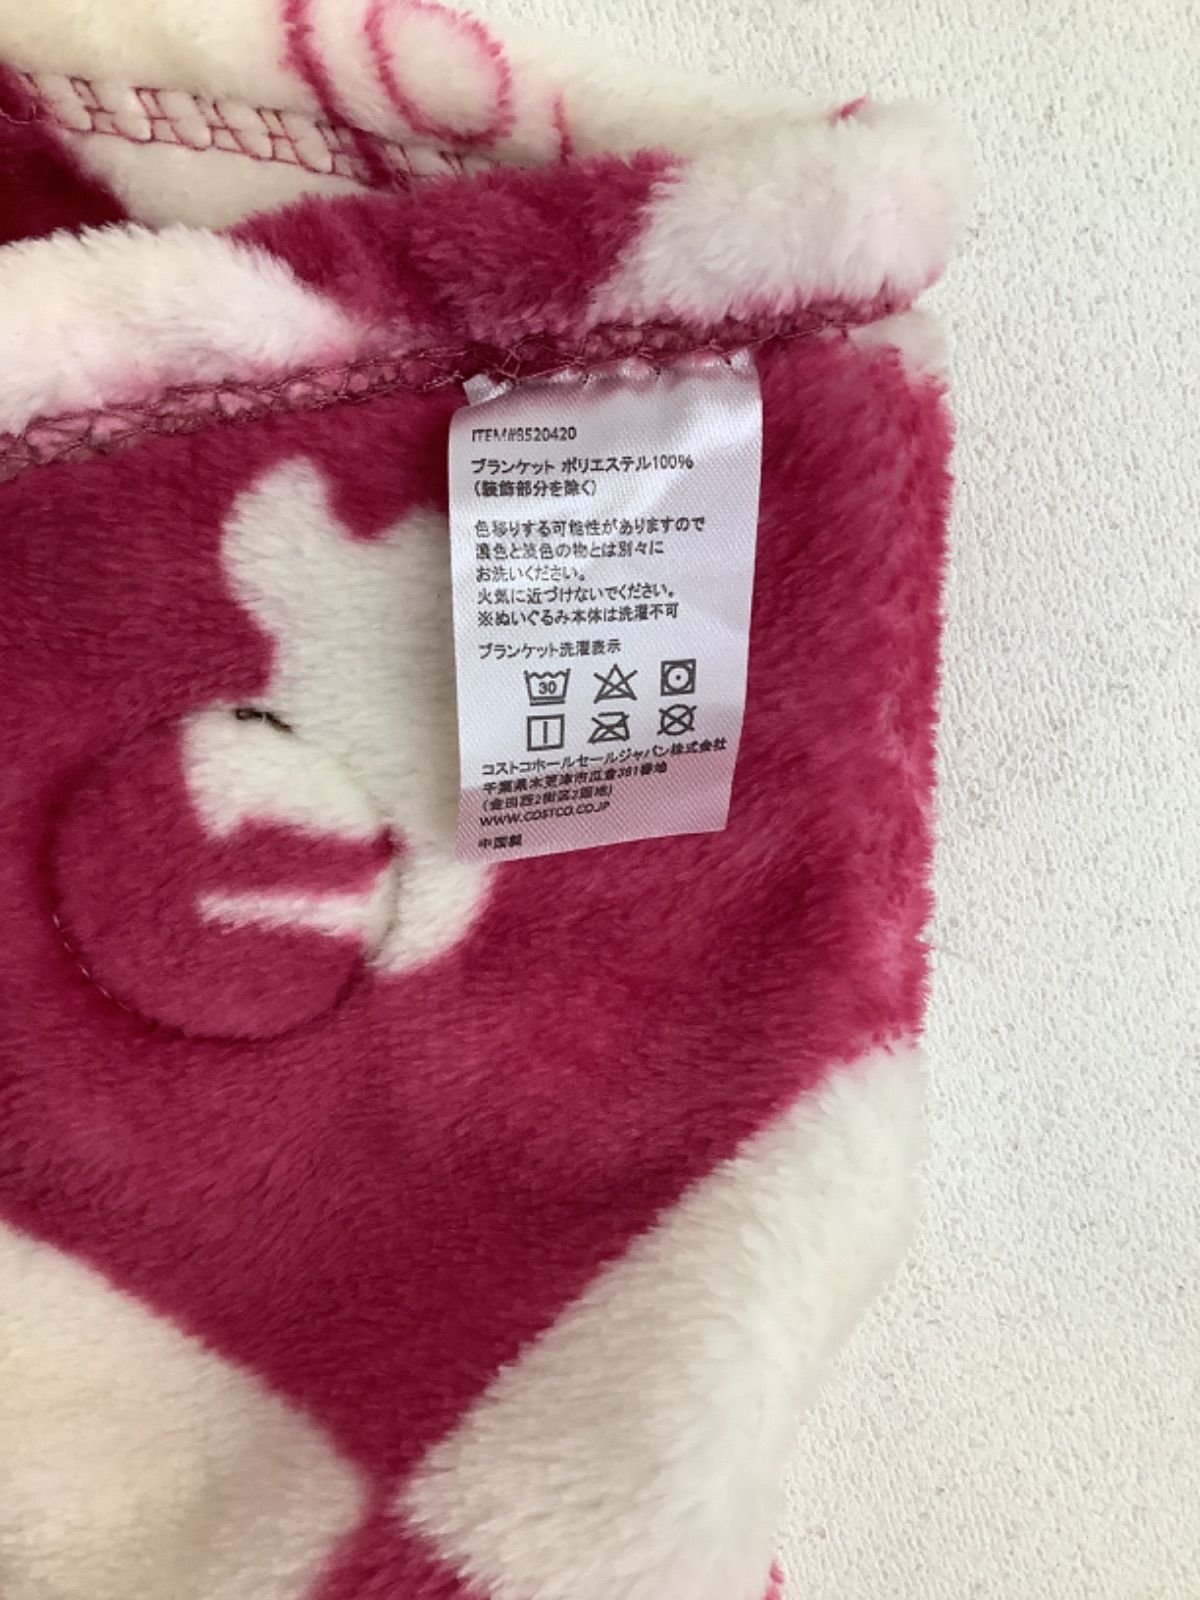 ITEM#8520420
ブランケット ポリエステル100%
(装飾部分を除く)
色移りする可能性がありますので
濃色と淡色の物とは別々に
お洗いください。
火気に近づけないでください。
※ぬいぐるみ本体は洗濯不可
ブランケット洗濯表示
30
コストコホールセールジャパン株式会社
千葉県木更津市瓜倉361番地
(金田西2街区2画地)
WWW.COSTCO.CO.JP
中国製